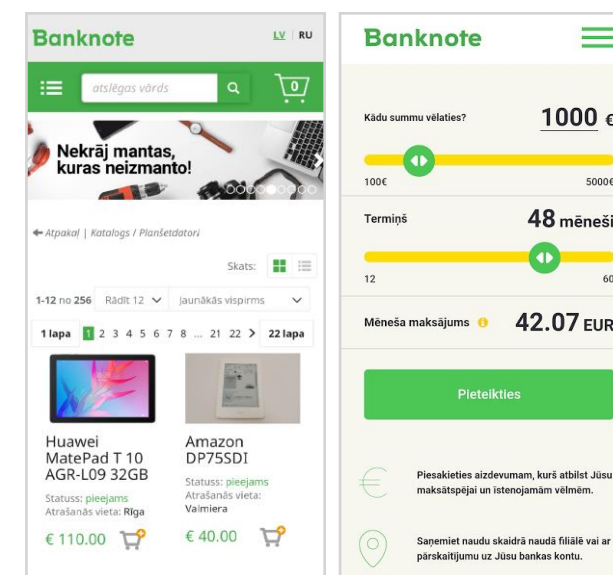 Banknote
LV | RU
atslēgas vārds
0
Nekrāj mantas,
kuras neizmanto!
Atpakaļ | Katalogs / Planšetdatori
Skats:
1-12 no 256 Rādīt 12 Jaunākās vispirms
1 lapa 1 2 3 4 5 6 7 8 ... 21 22 > 22 lapa
Huawei
MatePad T 10
AGR-L09 32GB
Statuss: pieejams
Atrašanās vieta: Rīga
€ 110.00
Amazon
DP75SDI
Statuss: pieejams
Atrašanās vieta:
Valmiera
€ 40.00
Banknote
Kādu summu vēlaties? 1000 €
100€ 5000€
Termiņš 48 mēneši
12 60
Mēneša maksājums 42.07 EUR
Pieteikties
Piesakieties aizdevumam, kurš atbilst Jūsu
maksātspējai un īstenojamām vēlmēm.
Saņemiet naudu skaidrā naudā filiālē vai ar
pārskaitījumu uz Jūsu bankas kontu.